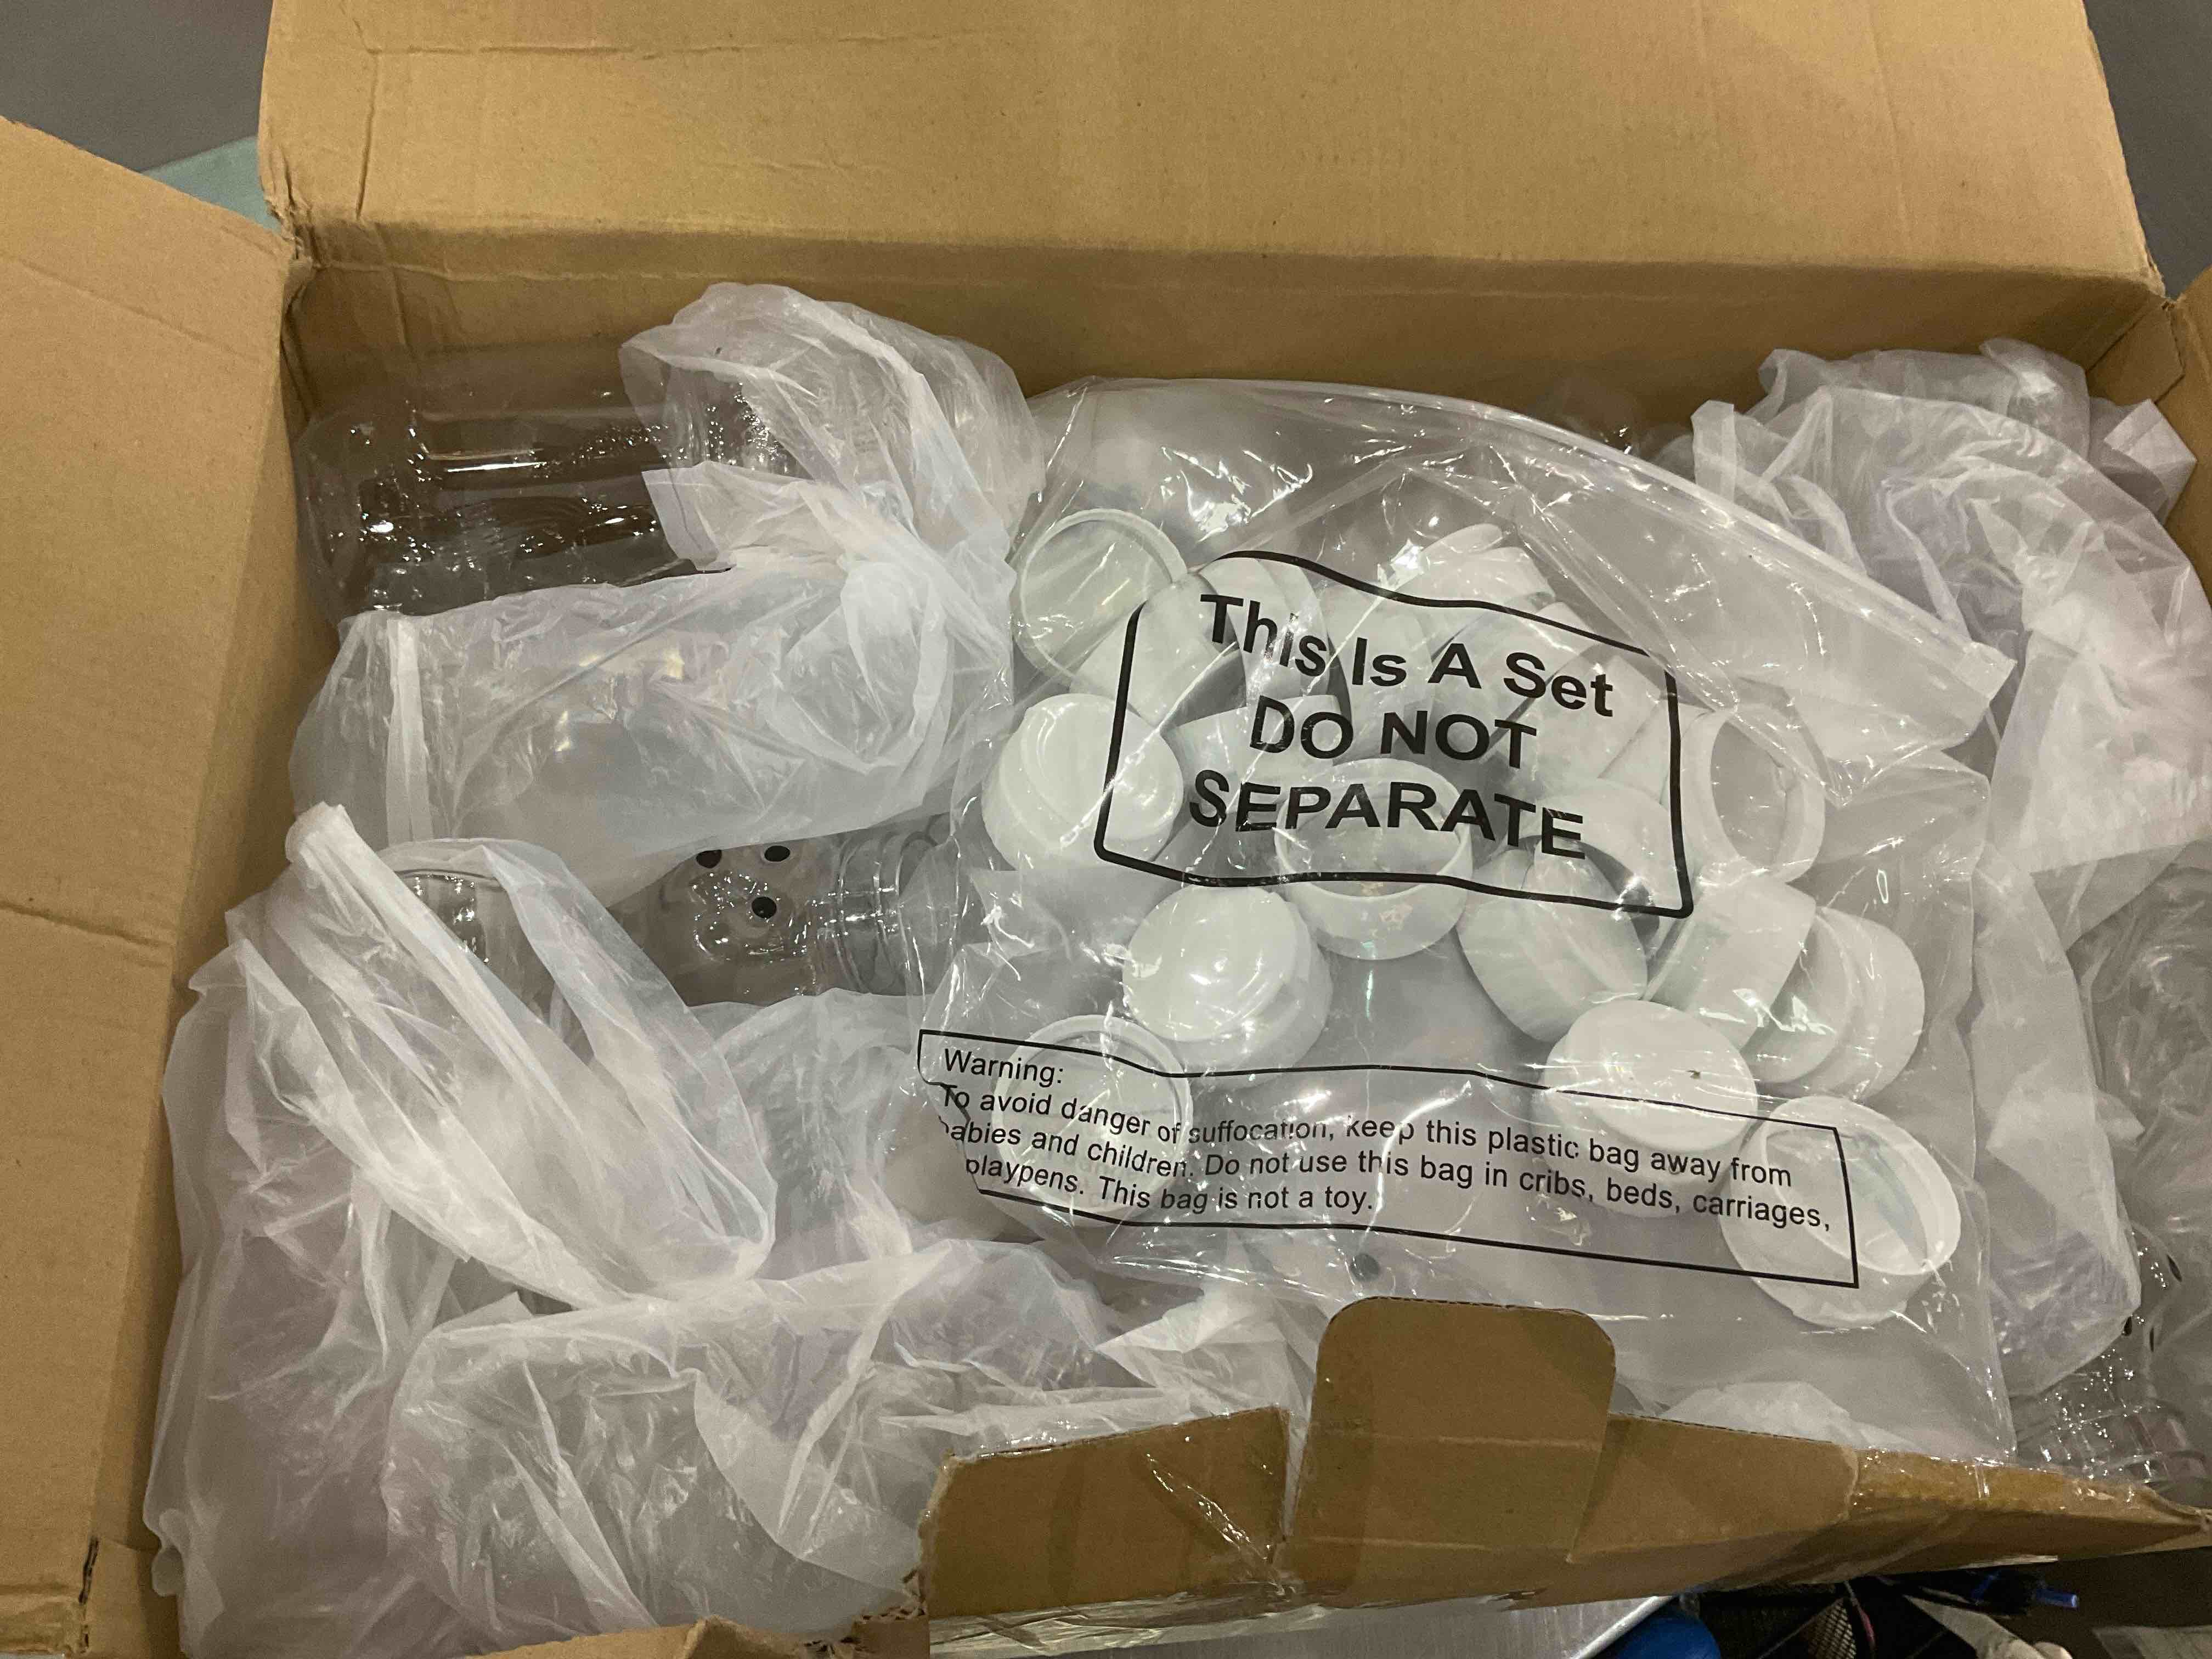 This Is A Set
DO NOT
SEPARATE
Warning:
To avoid danger of suffocation, keep this plastic bag away from
babies and children. Do not use this bag in cribs, beds, carriages,
playpens. This bag is not a toy.